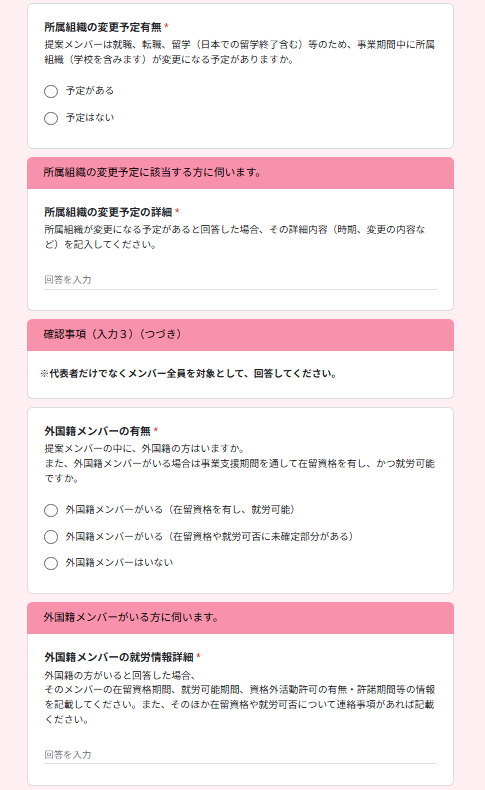 所属組織の変更予定有無 *
提案メンバーは就職、転職、留学（日本での留学終了含む）等のため、事業期間中に所属
組織（学校を含みます）が変更になる予定がありますか。
予定がある
予定はない
所属組織の変更予定に該当する方に伺います。
所属組織の変更予定の詳細 *
所属組織が変更になる予定があると回答した場合、その詳細内容（時期、変更の内容な
ど）を記入してください。
回答を入力
確認事項（入力３）（つづき）
※代表者だけでなくメンバー全員を対象として、回答してください。
外国籍メンバーの有無 *
提案メンバーの中に、外国籍の方はいますか。
また、外国籍メンバーがいる場合は事業支援期間を通して在留資格を有し、かつ就労可能
ですか。
外国籍メンバーがいる（在留資格を有し、就労可能）
外国籍メンバーがいる（在留資格や就労可否に未確定部分がある）
外国籍メンバーはいない
外国籍メンバーがいる方に伺います。
外国籍メンバーの就労情報詳細 *
外国籍の方がいると回答した場合、
そのメンバーの在留資格期間、就労可能期間、資格外活動許可の有無・許諾期間等の情報
を記載してください。また、そのほか在留資格や就労可否について連絡事項があれば記載
ください。
回答を入力